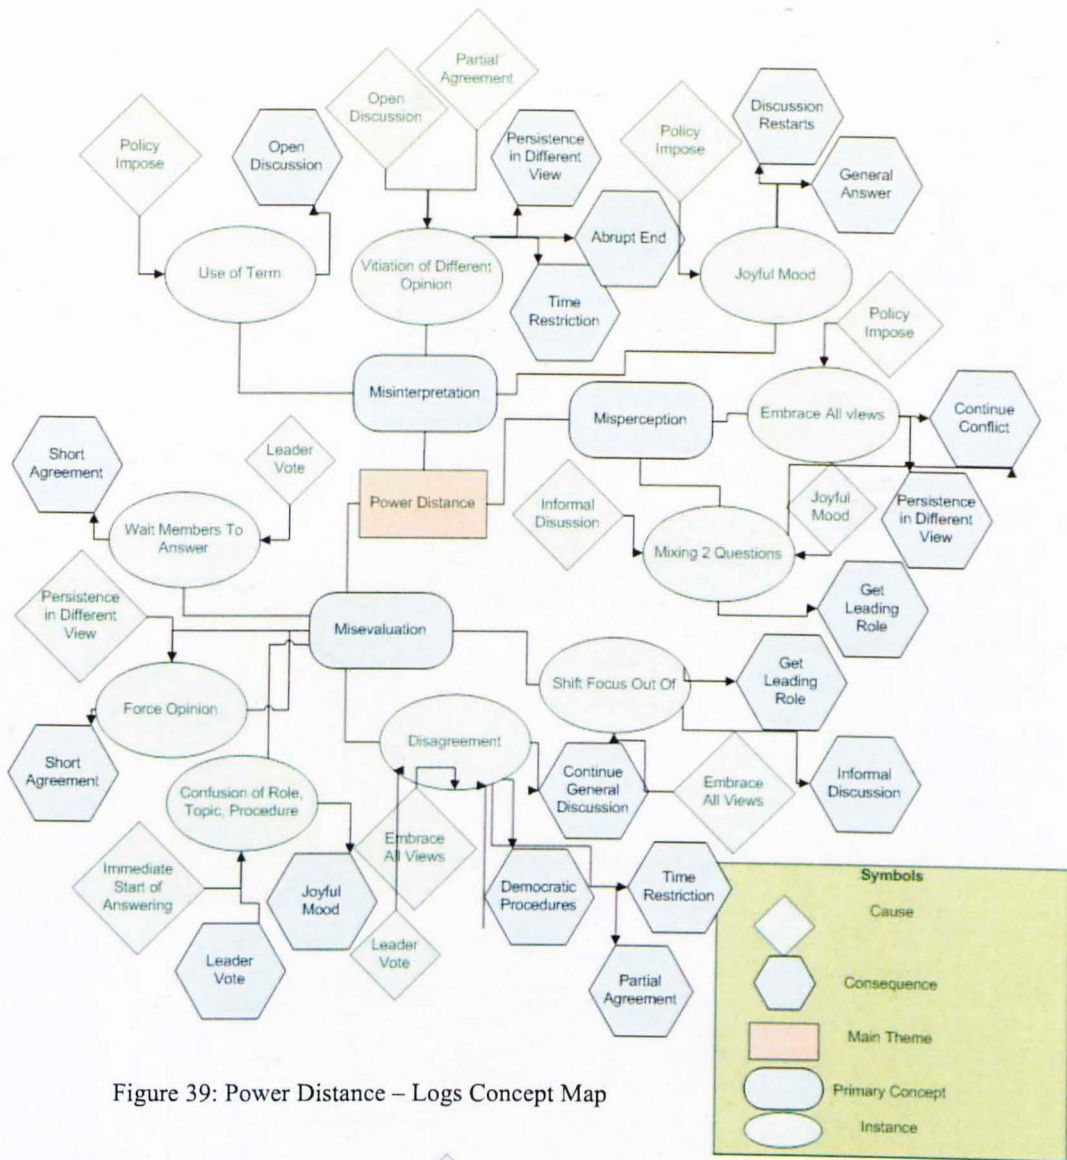 Partial
Agreement
Open
Discussion
Policy
Impose
Open
Discussion
Persistence
in Different
View
Policy
Impose
Discussion
Restarts
General
Answer
Abrupt End
Use of Term
Vitiation of Different
Opinion
Joyful Mood
Time
Restriction
Policy
Impose
Misinterpretation
Misperception
Embrace All views
Continue
Conflict
Short
Agreement
Leader
Vote
Power Distance
Informal
Disussion
Joyful
Mood
Persistence
in Different
View
Wait Members To
Answer
Mixing 2 Questions
Persistence
in Different
View
Get
Leading
Role
Misevaluation
Get
Leading
Role
Shift Focus Out Of
Force Opinion
Disagreement
Short
Agreement
Confusion of Role,
Topic, Procedure
Continue
General
Discussion
Embrace
All Views
Informal
Discussion
Embrace
All Views
Immediate
Start of
Answering
Joyful
Mood
Democratic
Procedures
Time
Restriction
Leader
Vote
Leader
Vote
Partial
Agreement
Symbols
Cause
Consequence
Main Theme
Primary Concept
Instance
Figure 39: Power Distance – Logs Concept Map